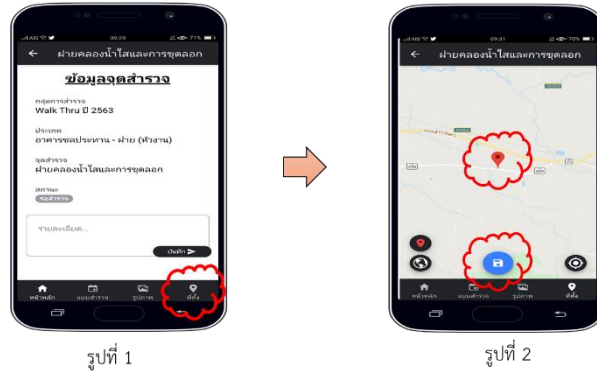 ฝายคลองน้ำใสและการขุดลอก
ข้อมูลจุดสำรวจ
กลุ่มการสำรวจ
Walk Thru ปี 2563
ประเภท
อาคารชลประทาน - ฝาย (หัวงาน)
จุดสำรวจ
ฝายคลองน้ำใสและการขุดลอก
สถานะ
รอสำรวจ
รายละเอียด...
บันทึก
หน้าหลัก แบบสำรวจ รูปภาพ ที่ตั้ง
รูปที่ 1
09:31 70%
ฝายคลองน้ำใสและการขุดลอก
หน้าหลัก แบบสำรวจ รูปภาพ ที่ตั้ง
รูปที่ 2